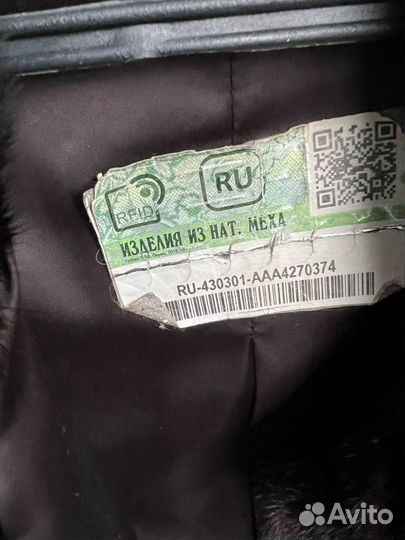 RFID
RU
ИЗДЕЛИЯ ИЗ НАТ. МЕХА
RU-430301-AAA4270374
Avito